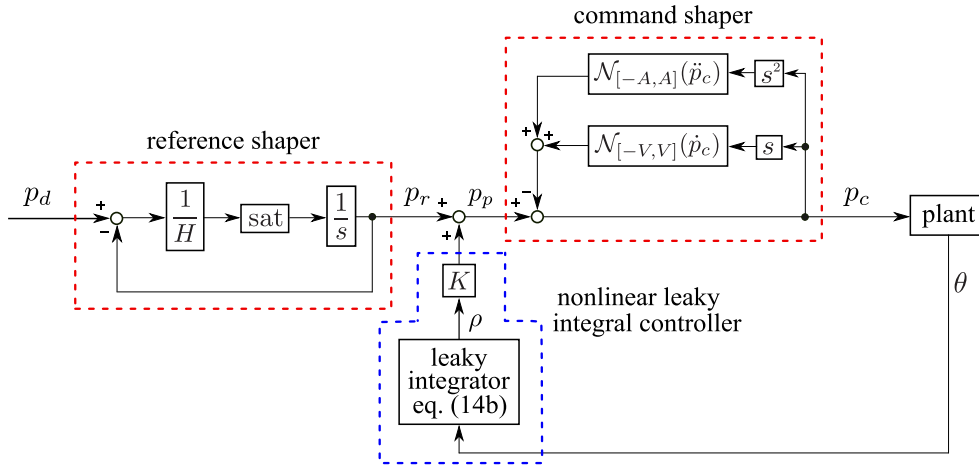 command shaper
𝒩[−A,A](p̈c)
s²
reference shaper
𝒩[−V,V](ṗc)
s
pd
+
−
1/H
sat
1/s
pr
+
+
pp
+
−
+
+
pc
plant
K
θ
nonlinear leaky
integral controller
ρ
leaky
integrator
eq. (14b)